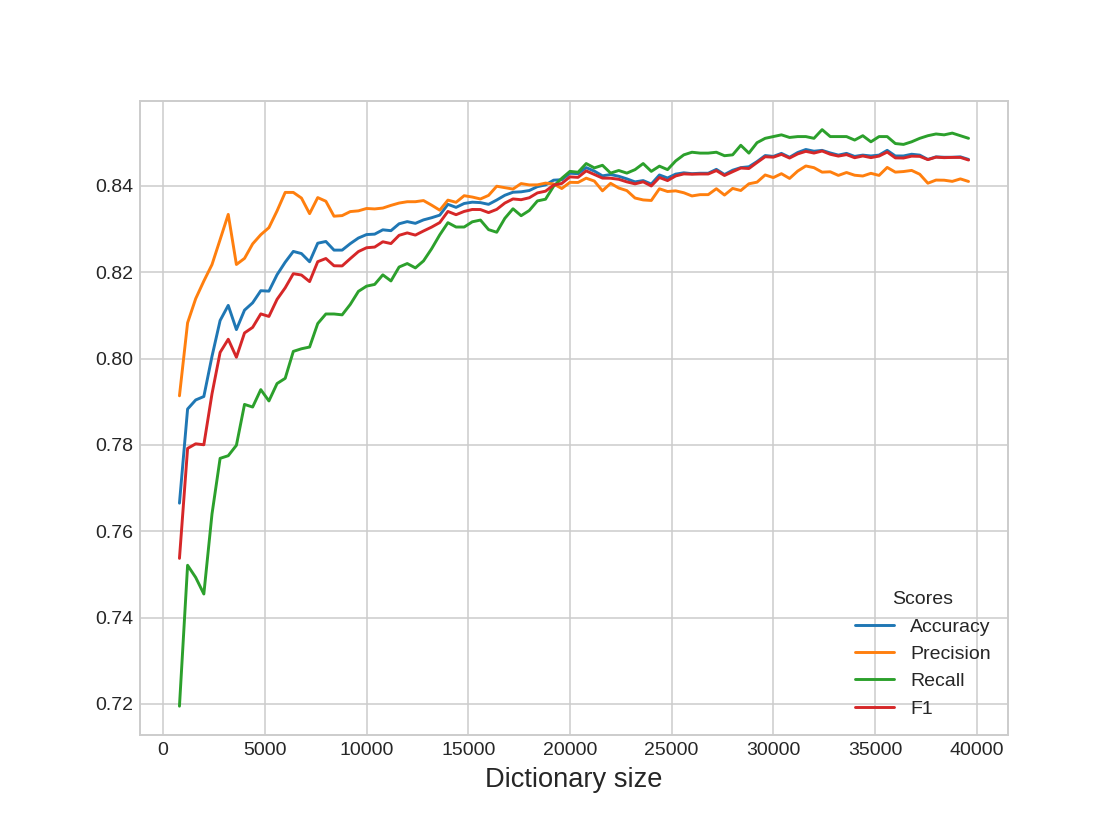 0.84
0.82
0.80
0.78
0.76
0.74
0.72
Scores
Accuracy
Precision
Recall
F1
0 5000 10000 15000 20000 25000 30000 35000 40000
Dictionary size